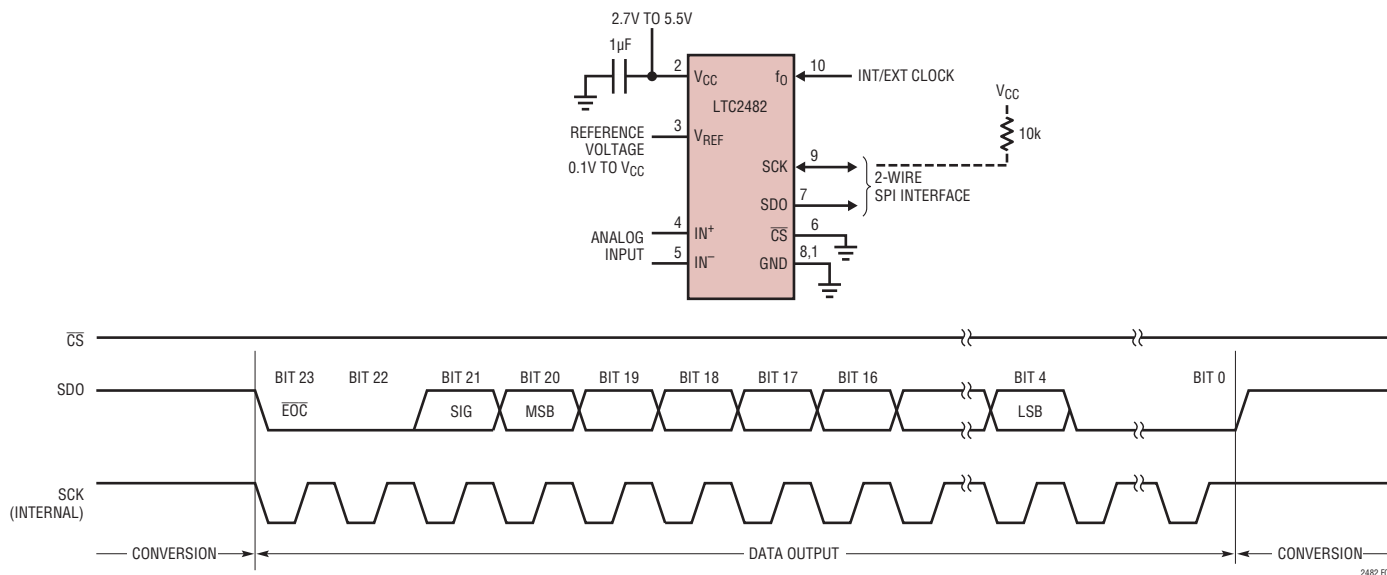 2.7V TO 5.5V
1µF
2
VCC
fO
10
INT/EXT CLOCK
LTC2482
VCC
10k
REFERENCE
VOLTAGE
0.1V TO VCC
3
VREF
SCK
9
2-WIRE
SPI INTERFACE
SDO
7
ANALOG
INPUT
4
IN+
5
IN–
CS
6
GND
8,1
CS
SDO
BIT 23
BIT 22
BIT 21
BIT 20
BIT 19
BIT 18
BIT 17
BIT 16
BIT 4
BIT 0
EOC
SIG
MSB
LSB
SCK
(INTERNAL)
CONVERSION
DATA OUTPUT
CONVERSION